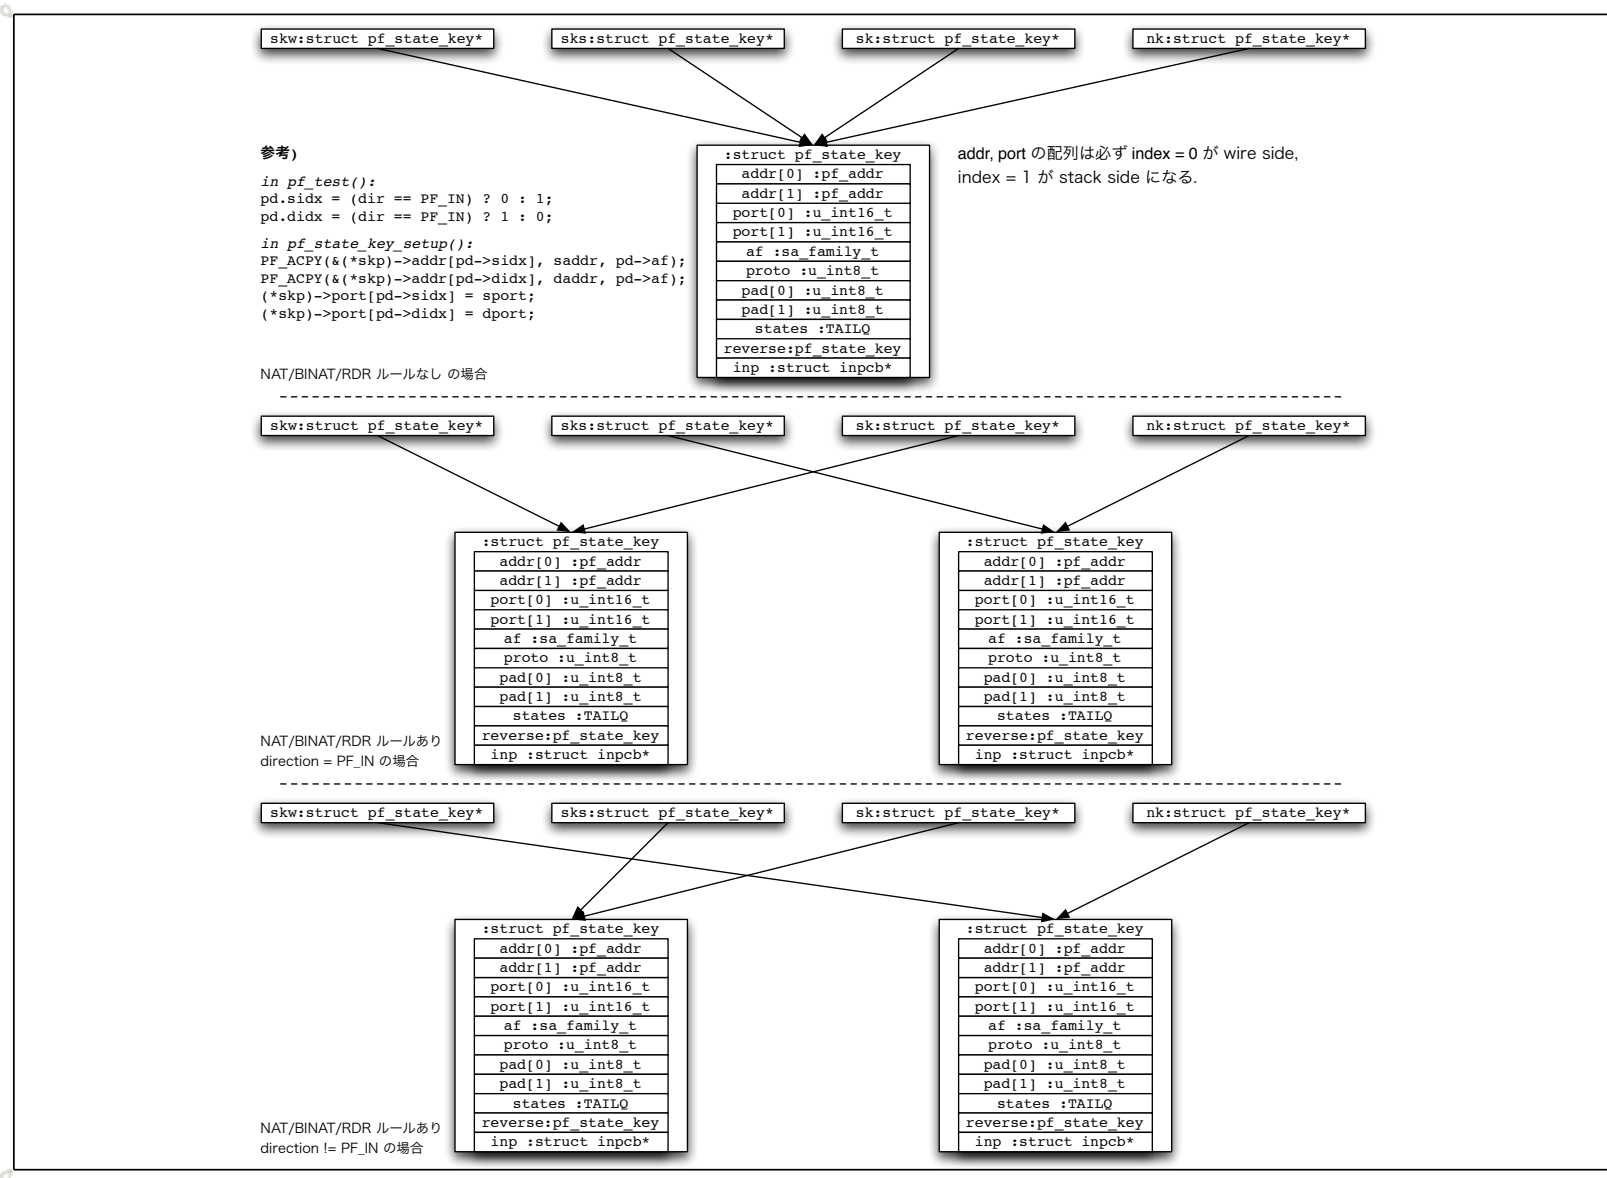 skw:struct pf_state_key*
sks:struct pf_state_key*
sk:struct pf_state_key*
nk:struct pf_state_key*
参考)
in pf_test():
pd.sidx = (dir == PF_IN) ? 0 : 1;
pd.didx = (dir == PF_IN) ? 1 : 0;
in pf_state_key_setup():
PF_ACPY(&(*skp)->addr[pd->sidx], saddr, pd->af);
PF_ACPY(&(*skp)->addr[pd->didx], daddr, pd->af);
(*skp)->port[pd->sidx] = sport;
(*skp)->port[pd->didx] = dport;
:struct pf_state_key
addr[0] :pf_addr
addr[1] :pf_addr
port[0] :u_int16_t
port[1] :u_int16_t
af :sa_family_t
proto :u_int8_t
pad[0] :u_int8_t
pad[1] :u_int8_t
states :TAILQ
reverse:pf_state_key
inp :struct inpcb*
addr, port の配列は必ず index = 0 が wire side,
index = 1 が stack side になる.
NAT/BINAT/RDR ルールなし の場合
skw:struct pf_state_key*
sks:struct pf_state_key*
sk:struct pf_state_key*
nk:struct pf_state_key*
:struct pf_state_key
addr[0] :pf_addr
addr[1] :pf_addr
port[0] :u_int16_t
port[1] :u_int16_t
af :sa_family_t
proto :u_int8_t
pad[0] :u_int8_t
pad[1] :u_int8_t
states :TAILQ
reverse:pf_state_key
inp :struct inpcb*
:struct pf_state_key
addr[0] :pf_addr
addr[1] :pf_addr
port[0] :u_int16_t
port[1] :u_int16_t
af :sa_family_t
proto :u_int8_t
pad[0] :u_int8_t
pad[1] :u_int8_t
states :TAILQ
reverse:pf_state_key
inp :struct inpcb*
NAT/BINAT/RDR ルールあり
direction = PF_IN の場合
skw:struct pf_state_key*
sks:struct pf_state_key*
sk:struct pf_state_key*
nk:struct pf_state_key*
:struct pf_state_key
addr[0] :pf_addr
addr[1] :pf_addr
port[0] :u_int16_t
port[1] :u_int16_t
af :sa_family_t
proto :u_int8_t
pad[0] :u_int8_t
pad[1] :u_int8_t
states :TAILQ
reverse:pf_state_key
inp :struct inpcb*
:struct pf_state_key
addr[0] :pf_addr
addr[1] :pf_addr
port[0] :u_int16_t
port[1] :u_int16_t
af :sa_family_t
proto :u_int8_t
pad[0] :u_int8_t
pad[1] :u_int8_t
states :TAILQ
reverse:pf_state_key
inp :struct inpcb*
NAT/BINAT/RDR ルールあり
direction != PF_IN の場合